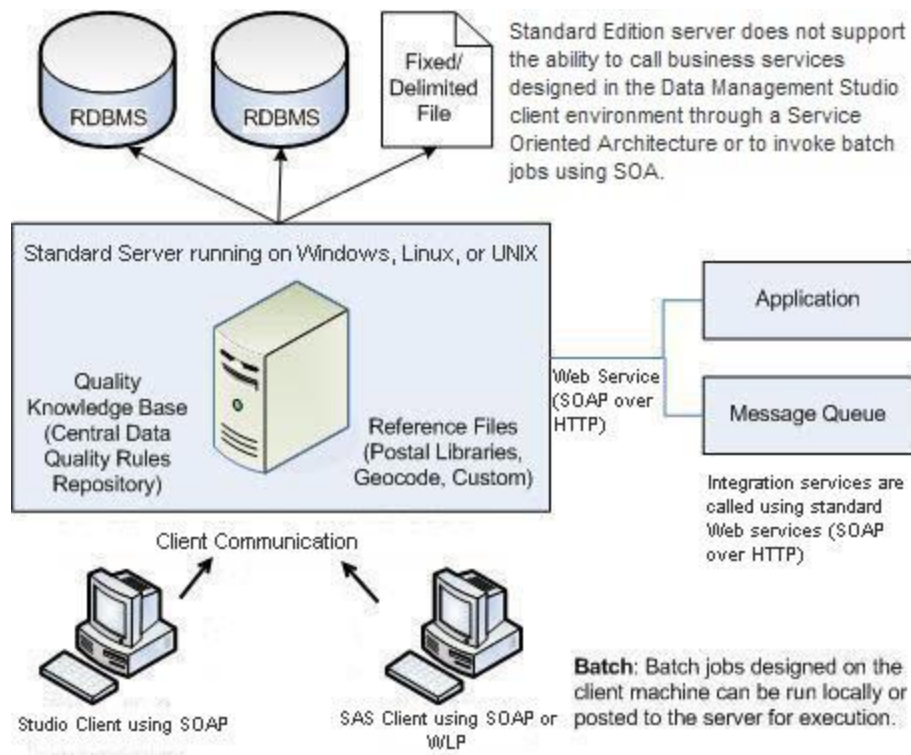 RDBMS
RDBMS
Fixed/
Delimited
File
Standard Edition server does not support
the ability to call business services
designed in the Data Management Studio
client environment through a Service
Oriented Architecture or to invoke batch
jobs using SOA.
Standard Server running on Windows, Linux, or UNIX
Quality
Knowledge Base
(Central Data
Quality Rules
Repository)
Reference Files
(Postal Libraries,
Geocode, Custom)
Web Service
(SOAP over
HTTP)
Application
Message Queue
Integration services are
called using standard
Web services (SOAP
over HTTP)
Client Communication
Studio Client using SOAP
SAS Client using SOAP or
WLP
Batch: Batch jobs designed on the
client machine can be run locally or
posted to the server for execution.